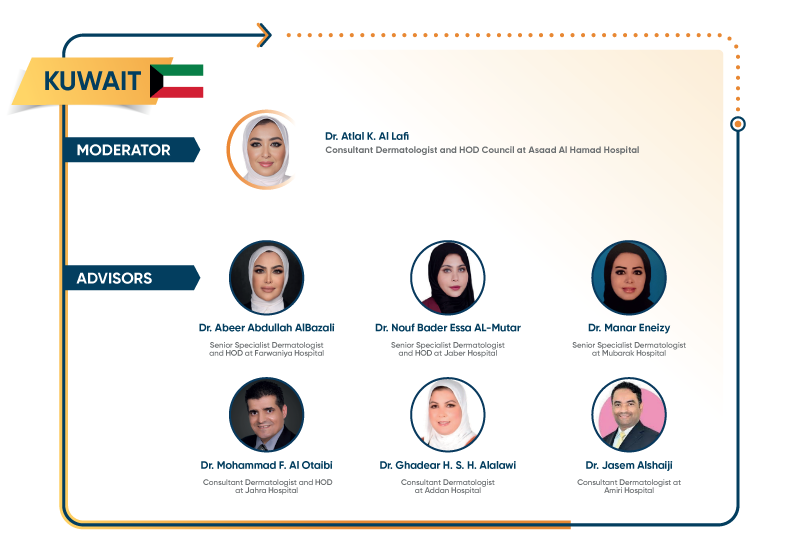 KUWAIT
MODERATOR
Dr. Atlal K. Al Lafi
Consultant Dermatologist and HOD Council at Asaad Al Hamad Hospital
ADVISORS
Dr. Abeer Abdullah AlBazali
Senior Specialist Dermatologist
and HOD at Farwaniya Hospital
Dr. Nouf Bader Essa AL-Mutar
Senior Specialist Dermatologist
and HOD at Jaber Hospital
Dr. Manar Eneizy
Senior Specialist Dermatologist
at Mubarak Hospital
Dr. Mohammad F. Al Otaibi
Consultant Dermatologist and HOD
at Jahra Hospital
Dr. Ghadear H. S. H. Alalawi
Consultant Dermatologist
at Addan Hospital
Dr. Jasem Alshaiji
Consultant Dermatologist at
Amiri Hospital